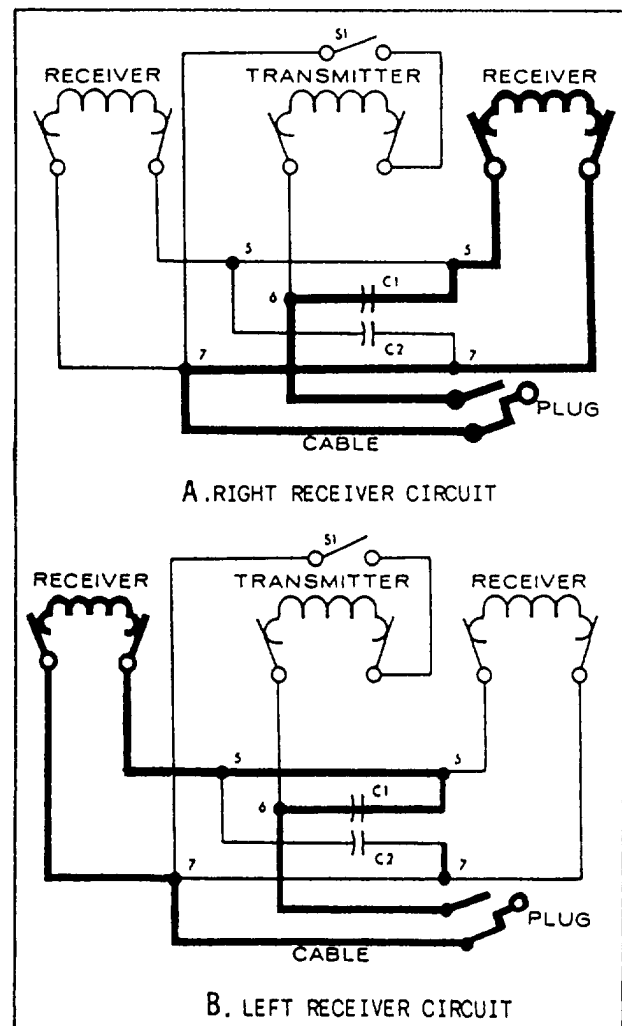 S1
RECEIVER TRANSMITTER RECEIVER
5 5
6 C1
C2
7 7
PLUG
CABLE
A. RIGHT RECEIVER CIRCUIT
S1
RECEIVER TRANSMITTER RECEIVER
5 5
6 C1
C2
7 7
PLUG
CABLE
B. LEFT RECEIVER CIRCUIT